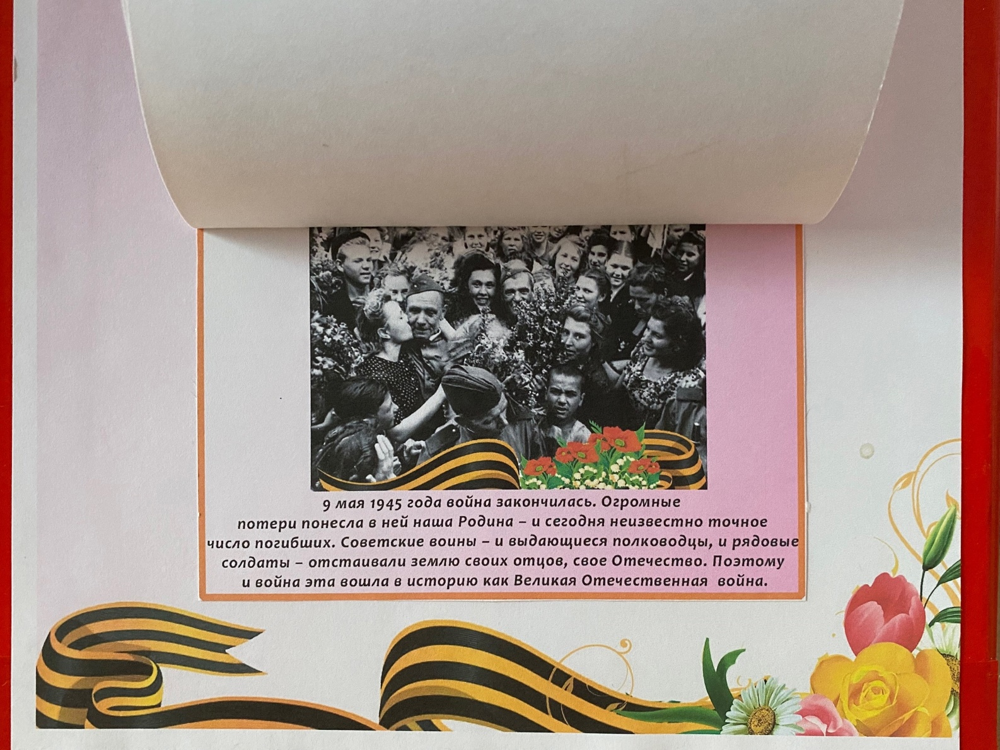 9 мая 1945 года война закончилась. Огромные
потери понесла в ней наша Родина – и сегодня неизвестно точное
число погибших. Советские воины – и выдающиеся полководцы, и рядовые
солдаты – отстаивали землю своих отцов, свое Отечество. Поэтому
и война эта вошла в историю как Великая Отечественная  война.